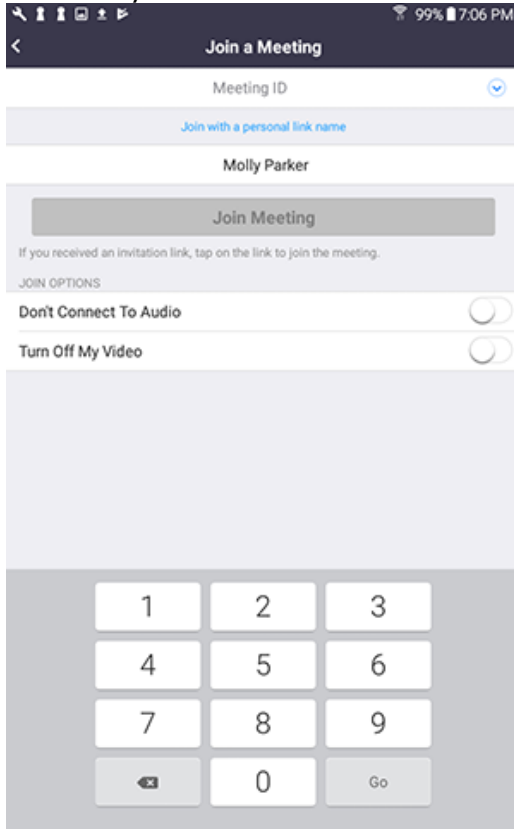 99% 7:06 PM
Join a Meeting
Meeting ID
Join with a personal link name
Molly Parker
Join Meeting
If you received an invitation link, tap on the link to join the meeting.
JOIN OPTIONS
Don't Connect To Audio
Turn Off My Video
1 2 3
4 5 6
7 8 9
0 Go